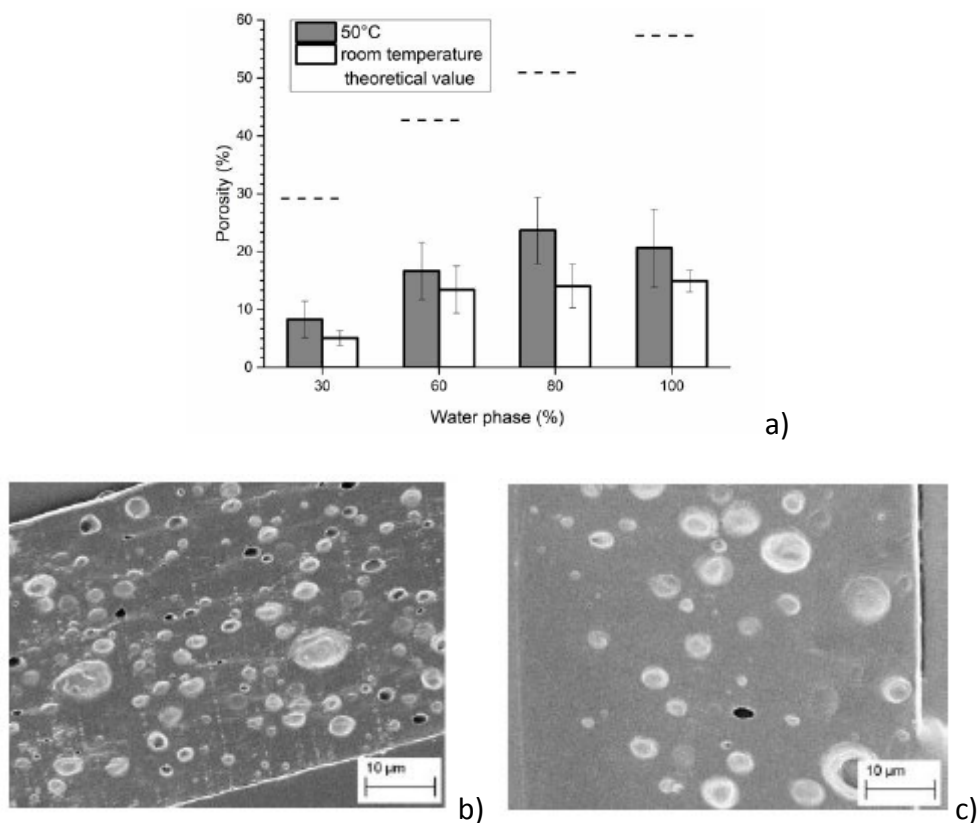 60
50
40
30
20
10
0
Porosity (%)
50°C
room temperature
theoretical value
30 60 80 100
Water phase (%)
a)
10 µm
b)
10 µm
c)